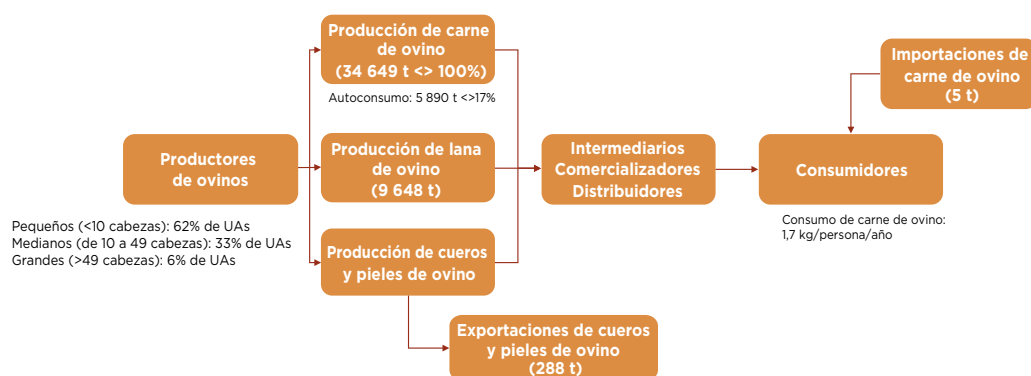 Producción de carne
de ovino
(34 649 t <> 100%)
Autoconsumo: 5 890 t <>17%
Importaciones de
carne de ovino
(5 t)
Productores
de ovinos
Producción de lana
de ovino
(9 648 t)
Intermediarios
Comercializadores
Distribuidores
Consumidores
Pequeños (<10 cabezas): 62% de UAs
Medianos (de 10 a 49 cabezas): 33% de UAs
Grandes (>49 cabezas): 6% de UAs
Consumo de carne de ovino:
1,7 kg/persona/año
Producción de cueros
y pieles de ovino
Exportaciones de cueros
y pieles de ovino
(288 t)